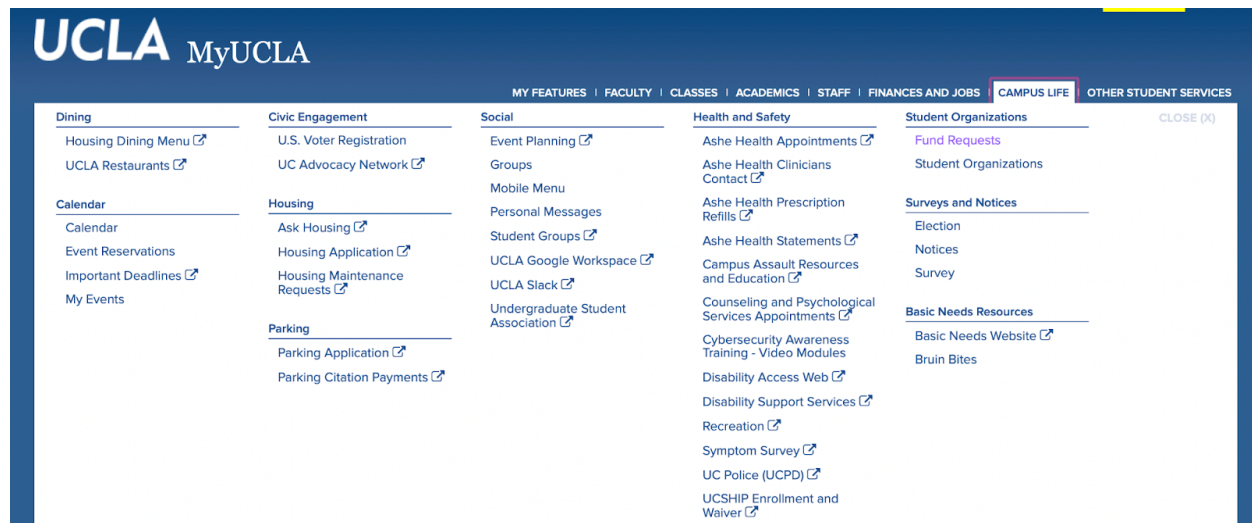 UCLA MyUCLA
MY FEATURES | FACULTY | CLASSES | ACADEMICS | STAFF | FINANCES AND JOBS | CAMPUS LIFE | OTHER STUDENT SERVICES
CLOSE (X)
Dining
Housing Dining Menu
UCLA Restaurants
Calendar
Calendar
Event Reservations
Important Deadlines
My Events
Civic Engagement
U.S. Voter Registration
UC Advocacy Network
Housing
Ask Housing
Housing Application
Housing Maintenance
Requests
Parking
Parking Application
Parking Citation Payments
Social
Event Planning
Groups
Mobile Menu
Personal Messages
Student Groups
UCLA Google Workspace
UCLA Slack
Undergraduate Student
Association
Health and Safety
Ashe Health Appointments
Ashe Health Clinicians
Contact
Ashe Health Prescription
Refills
Ashe Health Statements
Campus Assault Resources
and Education
Counseling and Psychological
Services Appointments
Cybersecurity Awareness
Training - Video Modules
Disability Access Web
Disability Support Services
Recreation
Symptom Survey
UC Police (UCPD)
UCSHIP Enrollment and
Waiver
Student Organizations
Fund Requests
Student Organizations
Surveys and Notices
Election
Notices
Survey
Basic Needs Resources
Basic Needs Website
Bruin Bites